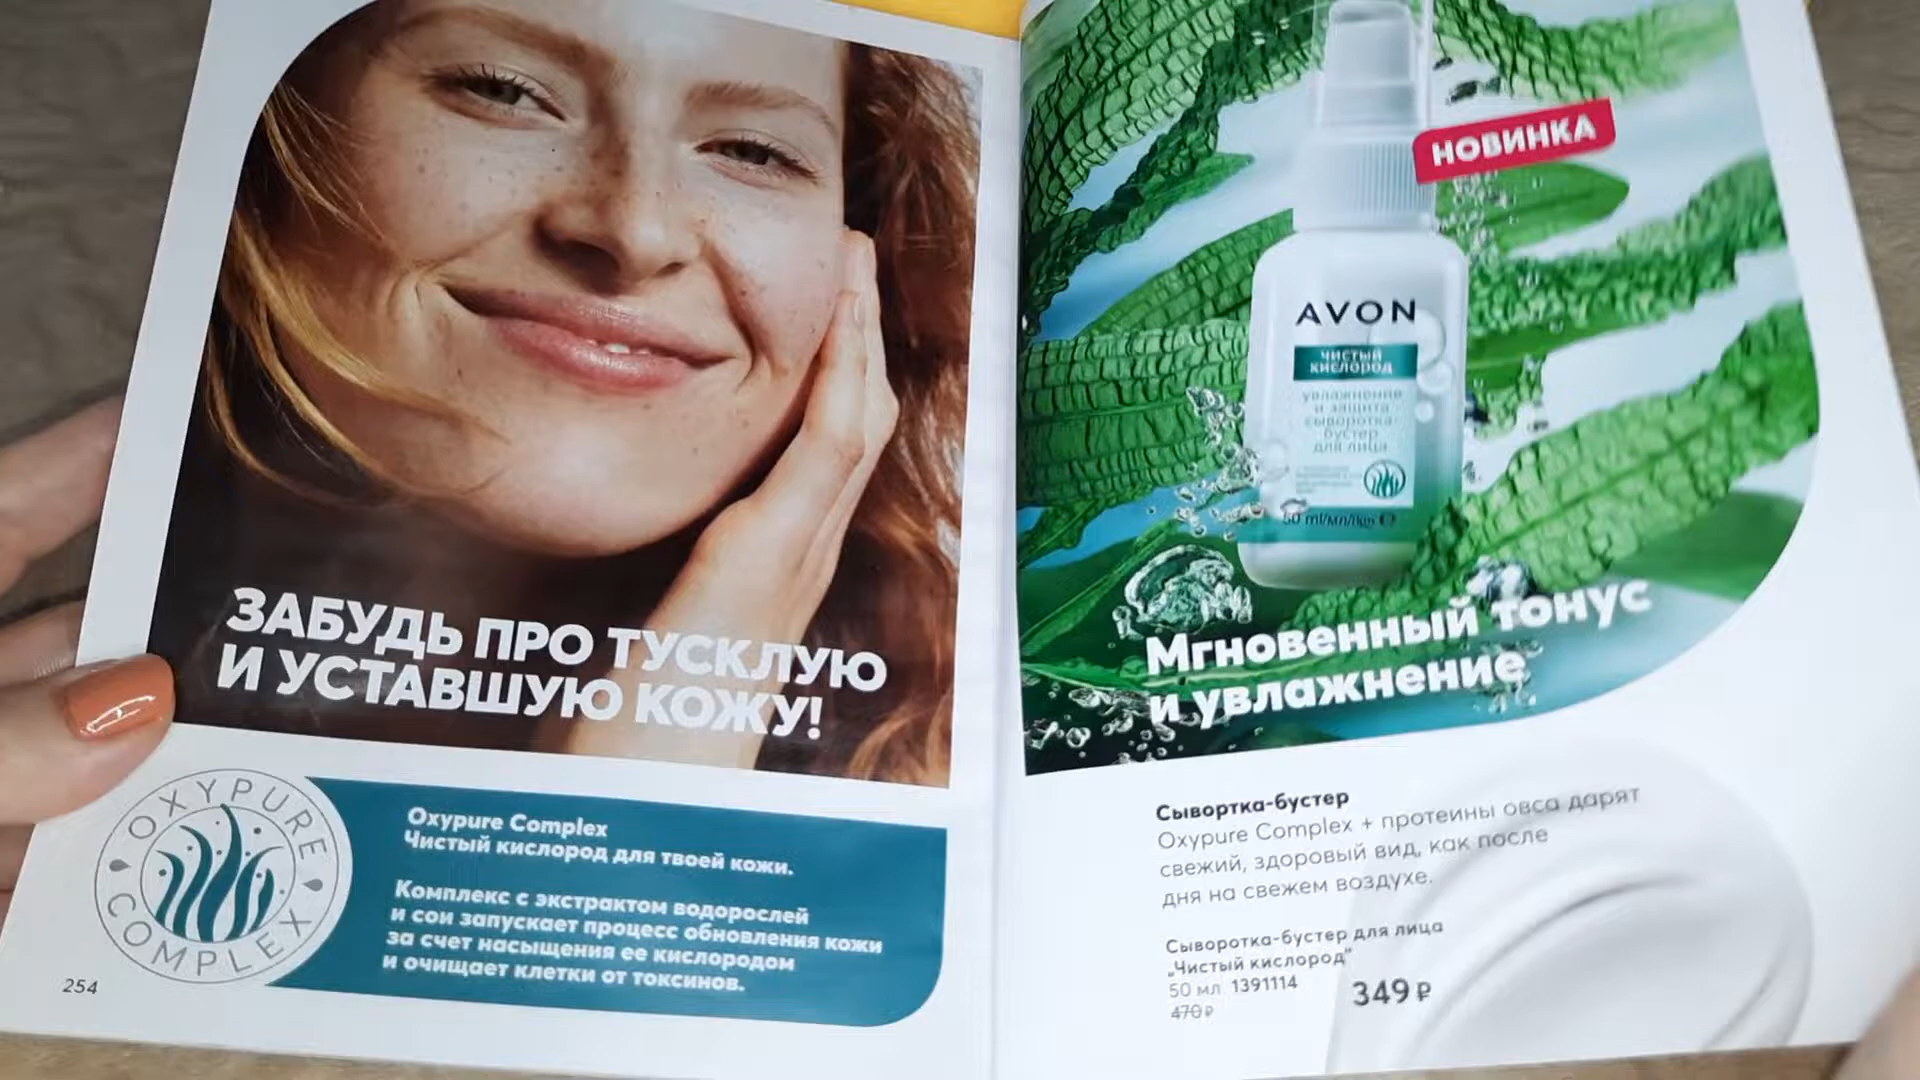 ЗАБУДЬ ПРО ТУСКЛУЮ
И УСТАВШУЮ КОЖУ!
OXYPURE COMPLEX
Oxypure Complex
Чистый кислород для твоей кожи.
Комплекс с экстрактом водорослей
и сои запускает процесс обновления кожи
за счет насыщения ее кислородом
и очищает клетки от токсинов.
254
НОВИНКА
AVON
ЧИСТЫЙ
КИСЛОРОД
увлажнение
и защита
сыворотка-
бустер
для лица
50 ml/мл/
Мгновенный тонус
и увлажнение
Сывортка-бустер
Oxypure Complex + протеины овса дарят
свежий, здоровый вид, как после
дня на свежем воздухе.
Сыворотка-бустер для лица
„Чистый кислород"
50 мл 1391114
470 ₽
349 ₽